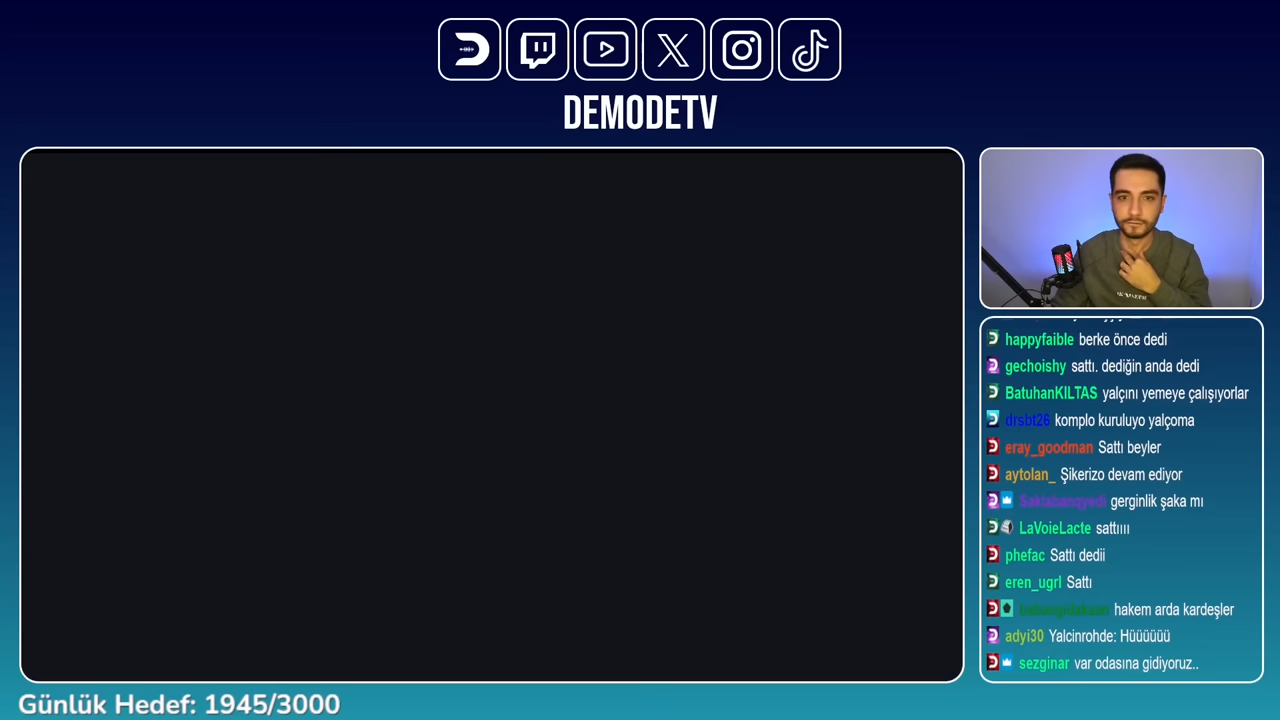 DEMODETV
happyfaible berke önce dedi
gechoishy sattı. dediğin anda dedi
BatuhanKILTAS yalçını yemeye çalışıyorlar
drsbt26 komplo kuruluyo yalçoma
eray_goodman Sattı beyler
aytolan_ Şikerizo devam ediyor
gerginlik şaka mı
LaVoieLacte sattıııı
phefac Sattı dedii
eren_ugrl Sattı
hakem arda kardeşler
adyi30 Yalcinrohde: Hüüüüüü
sezginar var odasına gidiyoruz..
Günlük Hedef: 1945/3000